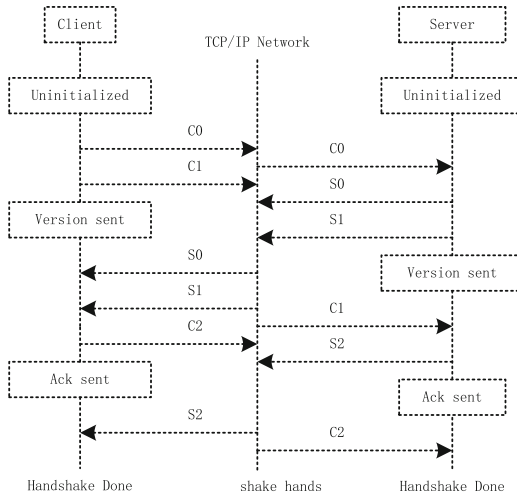 Client
TCP/IP Network
Server
Uninitialized
Uninitialized
C0
C0
C1
S0
Version sent
S1
S0
Version sent
S1
C1
C2
S2
Ack sent
Ack sent
S2
C2
Handshake Done
shake hands
Handshake Done